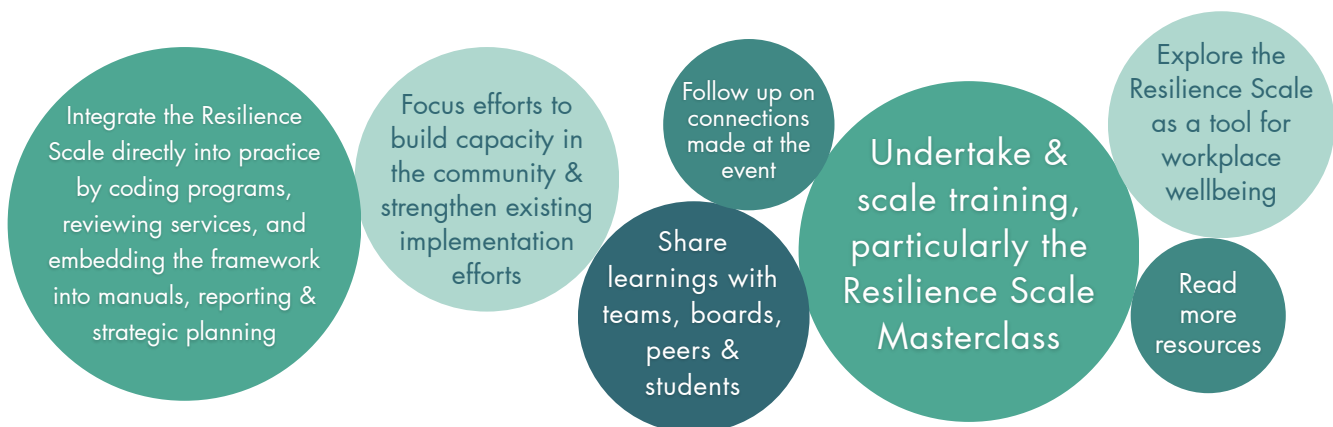 Integrate the Resilience
Scale directly into practice
by coding programs,
reviewing services, and
embedding the framework
into manuals, reporting &
strategic planning
Focus efforts to
build capacity in
the community &
strengthen existing
implementation
efforts
Follow up on
connections
made at the
event
Share
learnings with
teams, boards,
peers &
students
Undertake &
scale training,
particularly the
Resilience Scale
Masterclass
Explore the
Resilience Scale
as a tool for
workplace
wellbeing
Read
more
resources